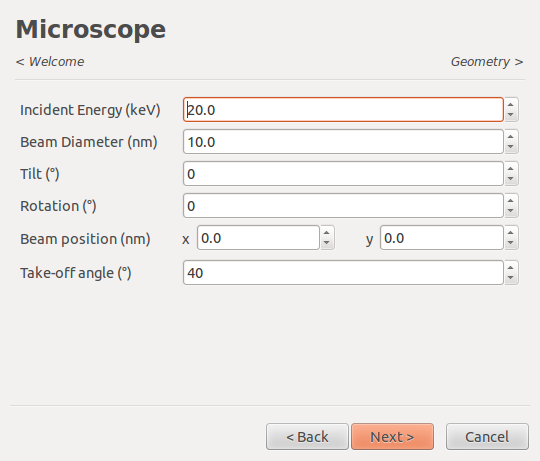 Microscope
< Welcome Geometry >
Incident Energy (keV) 20.0
Beam Diameter (nm) 10.0
Tilt (°) 0
Rotation (°) 0
Beam position (nm) x 0.0 y 0.0
Take-off angle (°) 40
< Back Next > Cancel